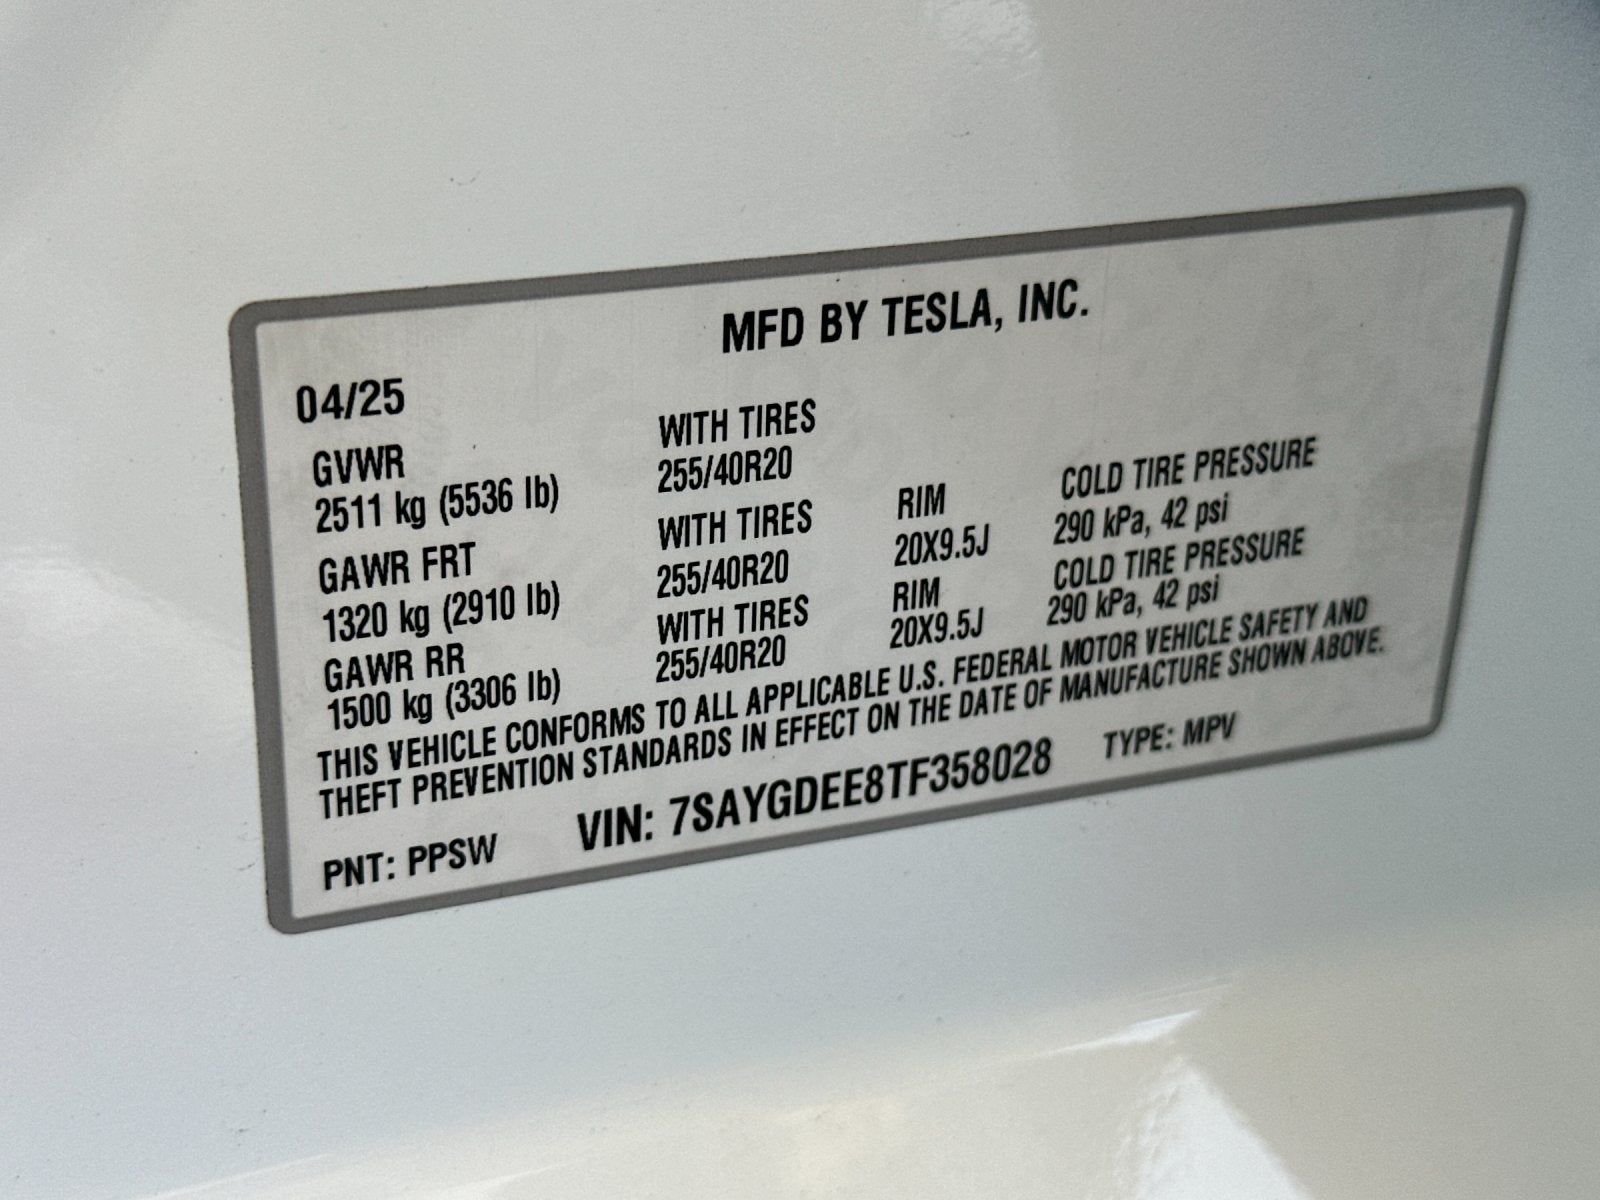 MFD BY TESLA, INC.
04/25
GVWR WITH TIRES
2511 kg (5536 lb) 255/40R20
GAWR FRT WITH TIRES RIM COLD TIRE PRESSURE
1320 kg (2910 lb) 255/40R20 20X9.5J 290 kPa, 42 psi
GAWR RR WITH TIRES RIM COLD TIRE PRESSURE
1500 kg (3306 lb) 255/40R20 20X9.5J 290 kPa, 42 psi
THIS VEHICLE CONFORMS TO ALL APPLICABLE U.S. FEDERAL MOTOR VEHICLE SAFETY AND
THEFT PREVENTION STANDARDS IN EFFECT ON THE DATE OF MANUFACTURE SHOWN ABOVE.
PNT: PPSW VIN: 7SAYGDEE8TF358028 TYPE: MPV